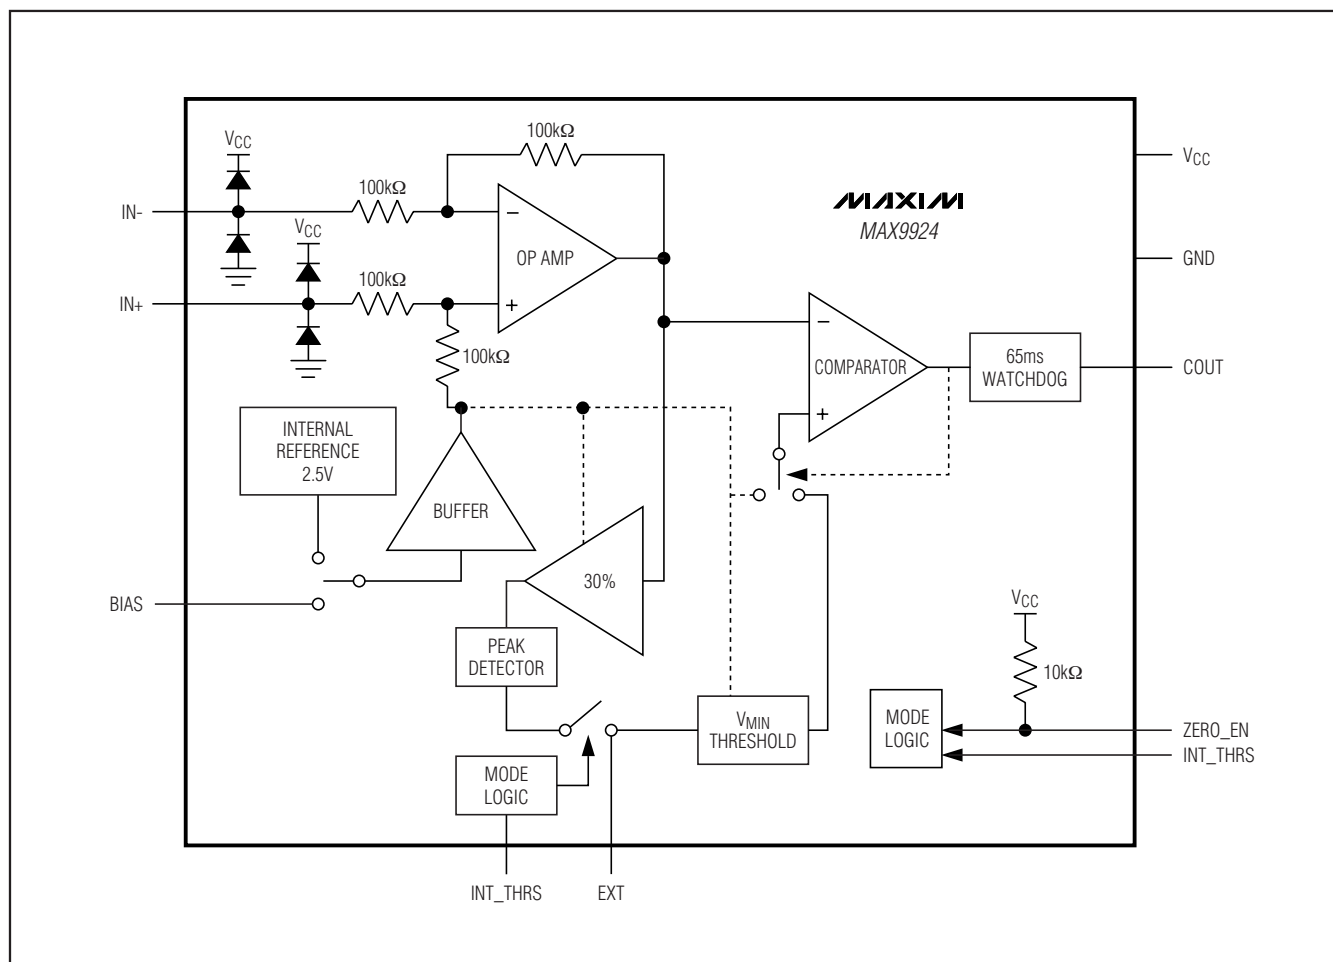 VCC
100kΩ
VCC
100kΩ
IN-
VCC
MAXIM
MAX9924
OP AMP
GND
100kΩ
IN+
100kΩ
COMPARATOR
65ms
WATCHDOG
COUT
INTERNAL
REFERENCE
2.5V
BUFFER
30%
BIAS
VCC
PEAK
DETECTOR
10kΩ
VMIN
THRESHOLD
MODE
LOGIC
ZERO_EN
INT_THRS
MODE
LOGIC
INT_THRS
EXT